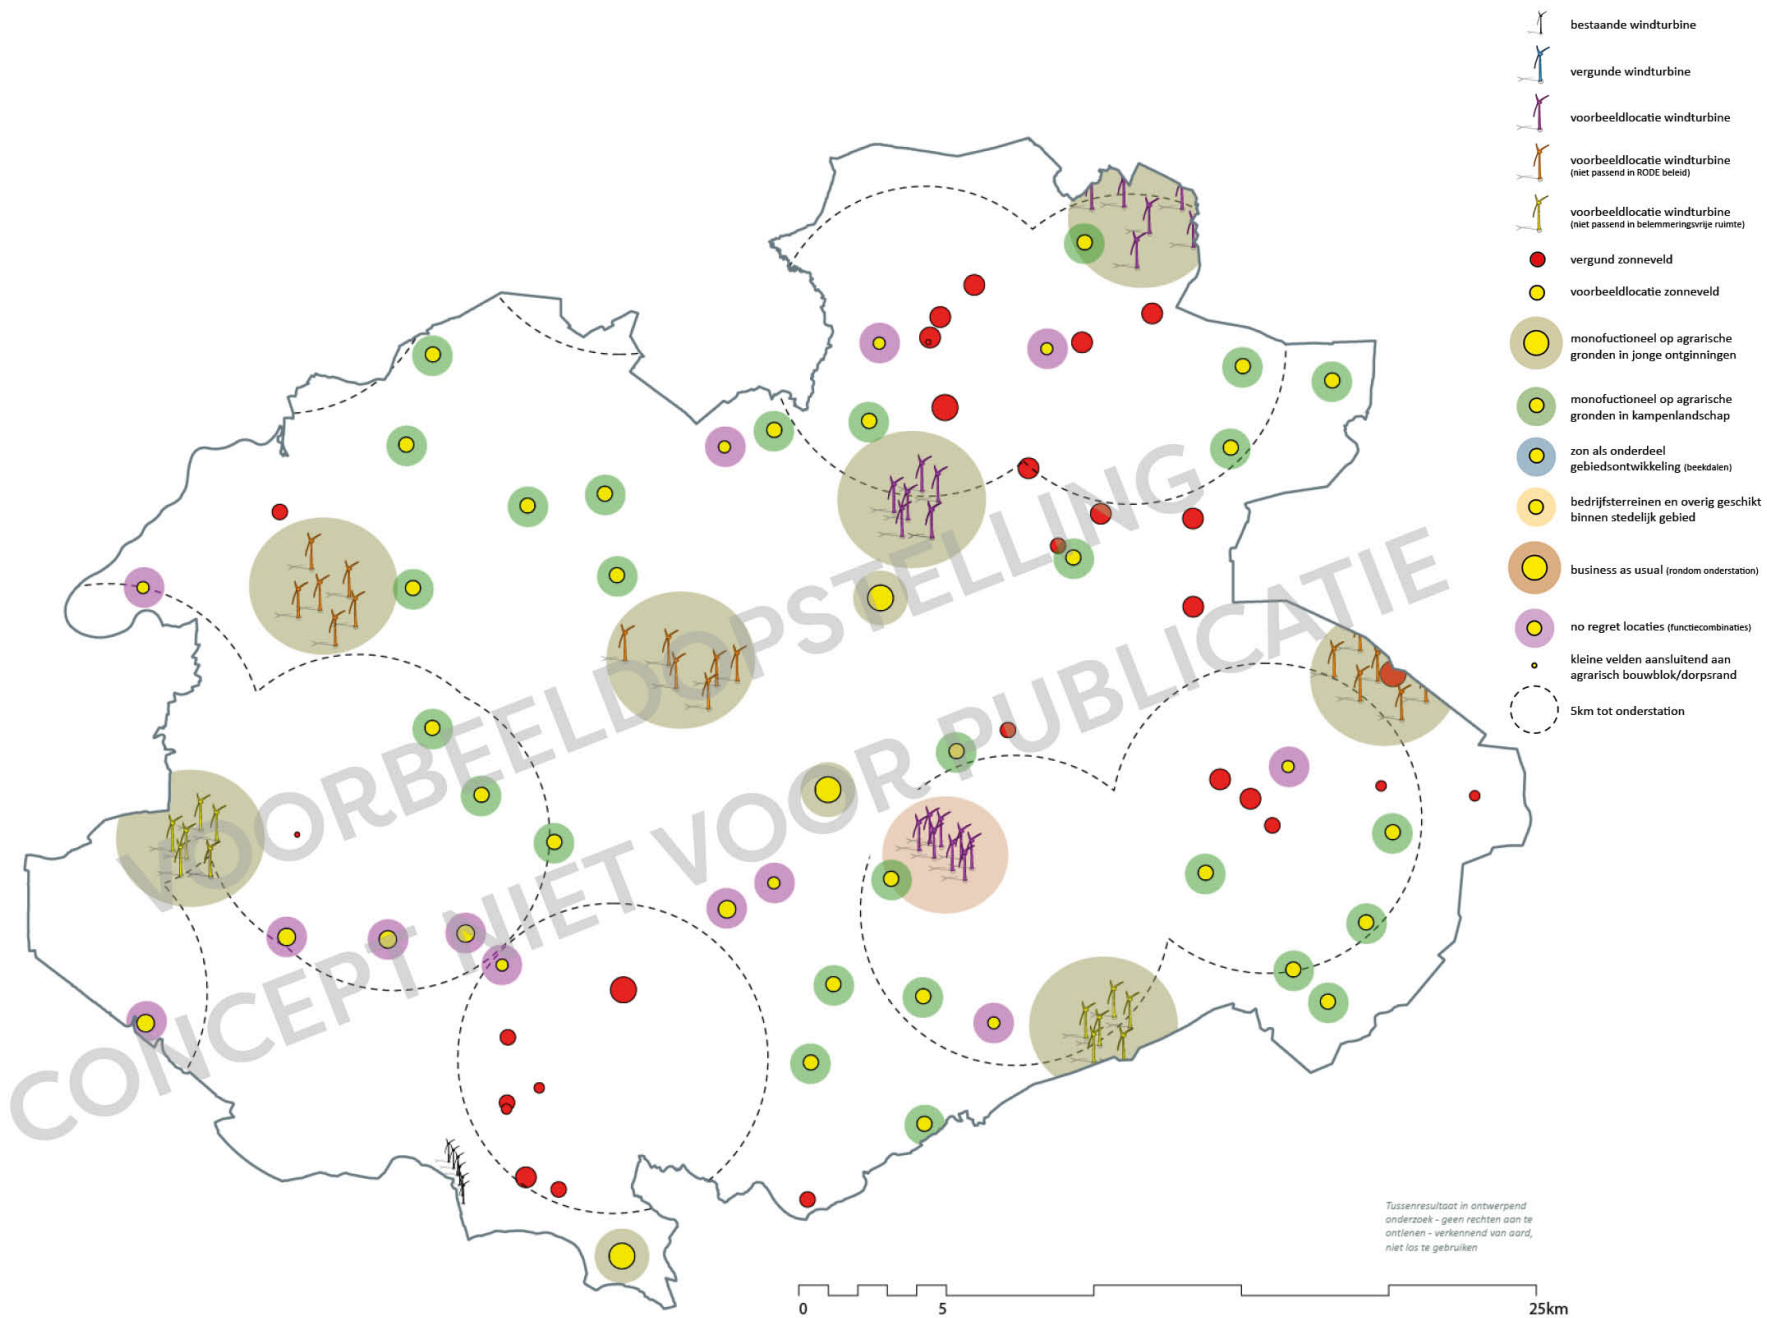 bestaande windturbine
vergunde windturbine
voorbeeldlocatie windturbine
voorbeeldlocatie windturbine
(niet passend in RODE beleid)
voorbeeldlocatie windturbine
(niet passend in belemmeringsvrije ruimte)
vergund zonneveld
voorbeeldlocatie zonneveld
monofuctioneel op agrarische
gronden in jonge ontginningen
monofuctioneel op agrarische
gronden in kampenlandschap
zon als onderdeel
gebiedsontwikkeling (beekdalen)
bedrijfsterreinen en overig geschikt
binnen stedelijk gebied
business as usual (rondom onderstation)
no regret locaties (functiecombinaties)
kleine velden aansluitend aan
agrarisch bouwblok/dorpsrand
5km tot onderstation
VOORBEELDOPSTELLING
CONCEPT NIET VOOR PUBLICATIE
Tussenresultaat in ontwerpend
onderzoek - geen rechten aan te
ontlenen - verkennend van aard,
niet los te gebruiken
0 5 25km